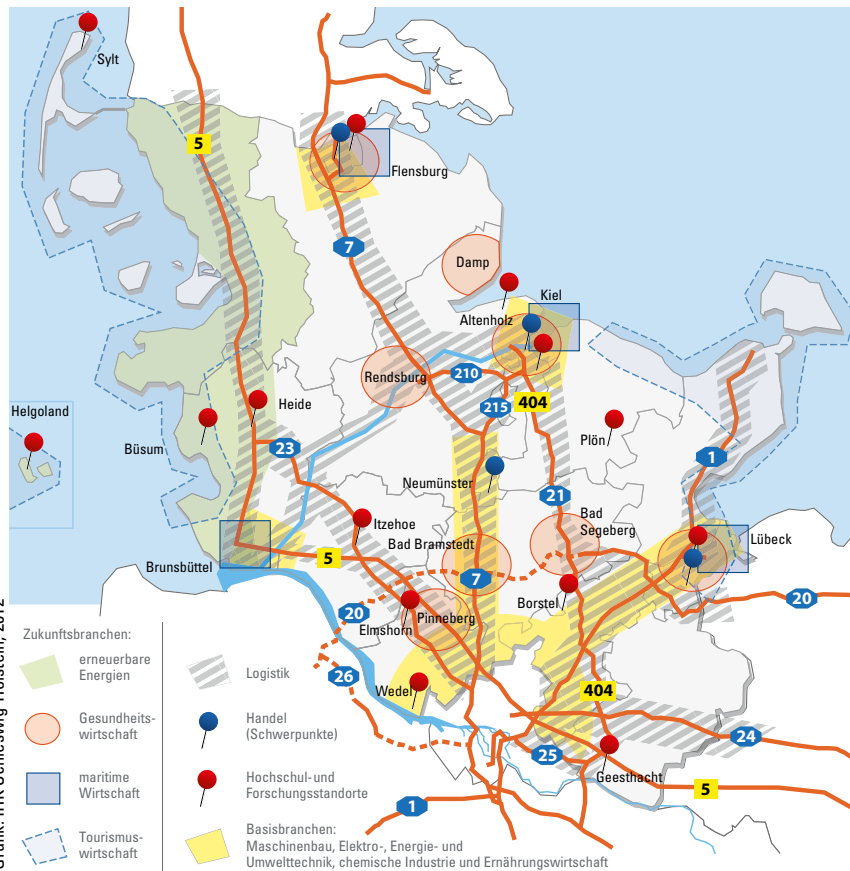 Sylt
5
Flensburg
7
Damp
Kiel
Altenholz
Rendsburg
210
404
215
Helgoland
Heide
Büsum
23
Plön
1
Neumünster
21
Itzehoe
Bad
Segeberg
Bad Bramstedt
Lübeck
Brunsbüttel
5
7
Borstel
20
20
Elmshorn
Pinneberg
26
Wedel
404
24
25
Geesthacht
5
1
Zukunftsbranchen:
erneuerbare
Energien
Gesundheits-
wirtschaft
maritime
Wirtschaft
Tourismus-
wirtschaft
Logistik
Handel
(Schwerpunkte)
Hochschul- und
Forschungsstandorte
Basisbranchen:
Maschinenbau, Elektro-, Energie- und
Umwelttechnik, chemische Industrie und Ernährungswirtschaft